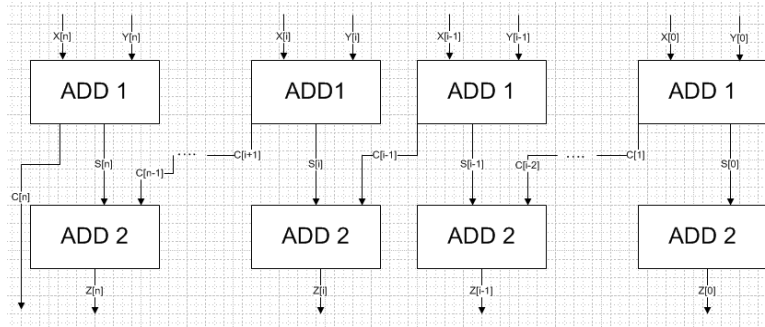 X[n] Y[n] X[i] Y[i] X[i-1] Y[i-1] X[0] Y[0]
ADD 1 ADD1 ADD 1 ADD 1
C[n] S[n] C[n-1] .... C[i+1] S[i] C[i-1] S[i-1] C[i-2] .... C[1] S[0]
ADD 2 ADD 2 ADD 2 ADD 2
Z[n] Z[i] Z[i-1] Z[0]